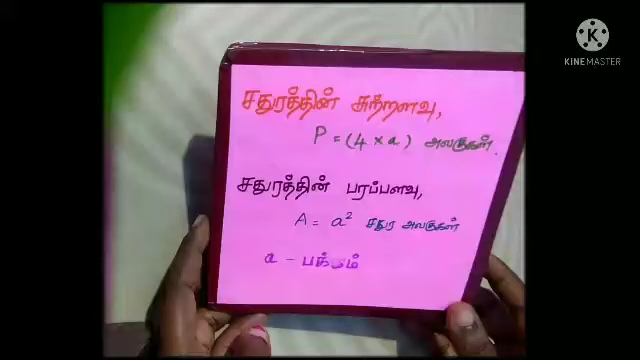 சதுரத்தின் சுற்றளவு,
P = (4 x a) அலகுகள்.
சதுரத்தின் பரப்பளவு,
A = a² சதுர அலகுகள்
a - பக்கம்
K
KINEMASTER